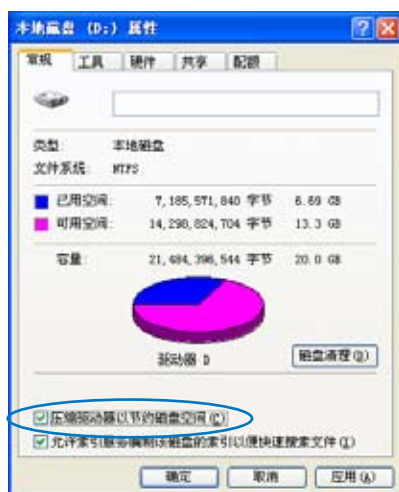 本地磁盘 (D:) 属性
常规 工具 硬件 共享 配额
类型: 本地磁盘
文件系统: NTFS
已用空间: 7,185,571,840 字节 6.69 GB
可用空间: 14,298,824,704 字节 13.3 GB
容量: 21,484,396,544 字节 20.0 GB
驱动器 D
磁盘清理(D)
压缩驱动器以节约磁盘空间(C)
允许索引服务编制该磁盘的索引以便快速搜索文件(I)
确定 取消 应用(A)